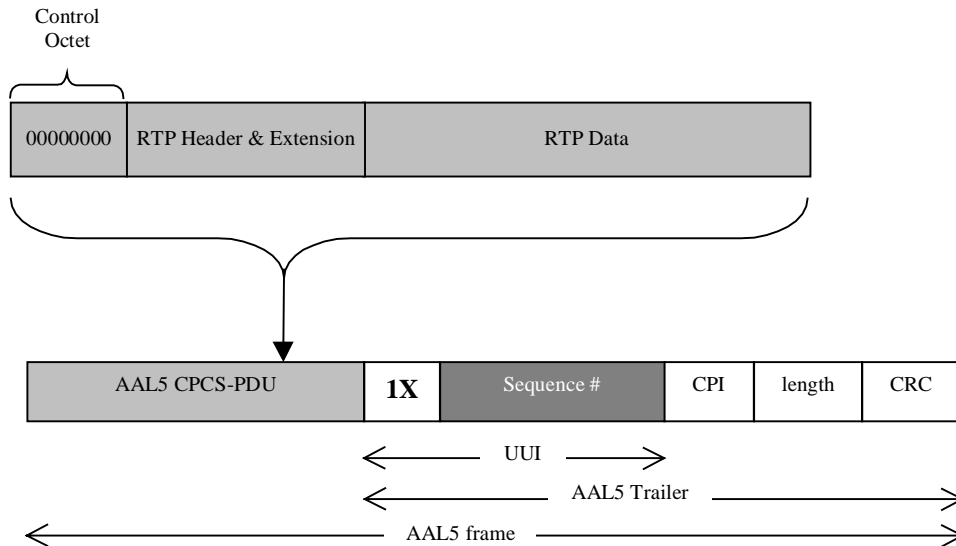 Control
Octet
00000000 RTP Header & Extension RTP Data
AAL5 CPCS-PDU 1X Sequence # CPI length CRC
UUI
AAL5 Trailer
AAL5 frame